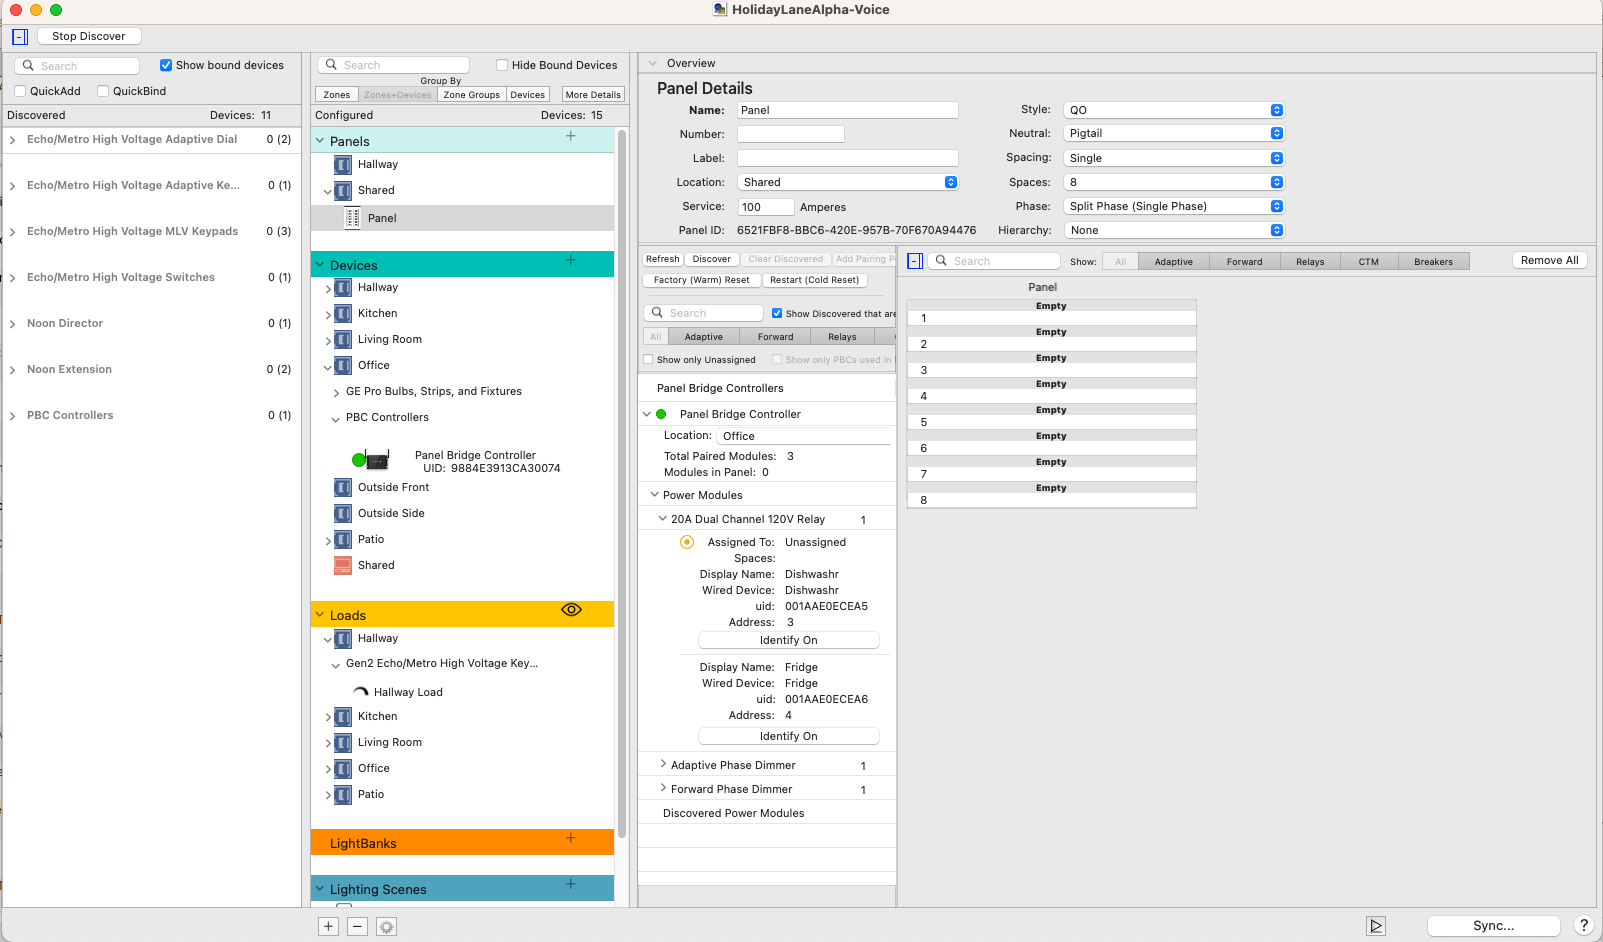 HolidayLaneAlpha-Voice
Stop Discover
Search
Show bound devices
QuickAdd
QuickBind
Discovered
Devices: 11
Echo/Metro High Voltage Adaptive Dial
0 (2)
Echo/Metro High Voltage Adaptive Ke...
0 (1)
Echo/Metro High Voltage MLV Keypads
0 (3)
Echo/Metro High Voltage Switches
0 (1)
Noon Director
0 (1)
Noon Extension
0 (2)
PBC Controllers
0 (1)
Search
Hide Bound Devices
Group By
Zones
Zones+Devices
Zone Groups
Devices
More Details
Configured
Devices: 15
Panels
Hallway
Shared
Panel
Devices
Hallway
Kitchen
Living Room
Office
GE Pro Bulbs, Strips, and Fixtures
PBC Controllers
Panel Bridge Controller
UID: 9884E3913CA30074
Outside Front
Outside Side
Patio
Shared
Loads
Hallway
Gen2 Echo/Metro High Voltage Key...
Hallway Load
Kitchen
Living Room
Office
Patio
LightBanks
Lighting Scenes
Overview
Panel Details
Name: Panel
Number:
Label:
Location: Shared
Service: 100 Amperes
Panel ID: 6521FBF8-BBC6-420E-957B-70F670A94476
Style: QO
Neutral: Pigtail
Spacing: Single
Spaces: 8
Phase: Split Phase (Single Phase)
Hierarchy: None
Refresh
Discover
Clear Discovered
Add Pairing P
Factory (Warm) Reset
Restart (Cold Reset)
Search
Show Discovered that are
All
Adaptive
Forward
Relays
Show only Unassigned
Show only PBCs used in
Panel Bridge Controllers
Panel Bridge Controller
Location: Office
Total Paired Modules: 3
Modules in Panel: 0
Power Modules
20A Dual Channel 120V Relay 1
Assigned To: Unassigned
Spaces:
Display Name: Dishwashr
Wired Device: Dishwashr
uid: 001AAE0ECEA5
Address: 3
Identify On
Display Name: Fridge
Wired Device: Fridge
uid: 001AAE0ECEA6
Address: 4
Identify On
Adaptive Phase Dimmer 1
Forward Phase Dimmer 1
Discovered Power Modules
Search
Show:
All
Adaptive
Forward
Relays
CTM
Breakers
Remove All
Panel
Empty
1
Empty
2
Empty
3
Empty
4
Empty
5
Empty
6
Empty
7
Empty
8
Sync...
?